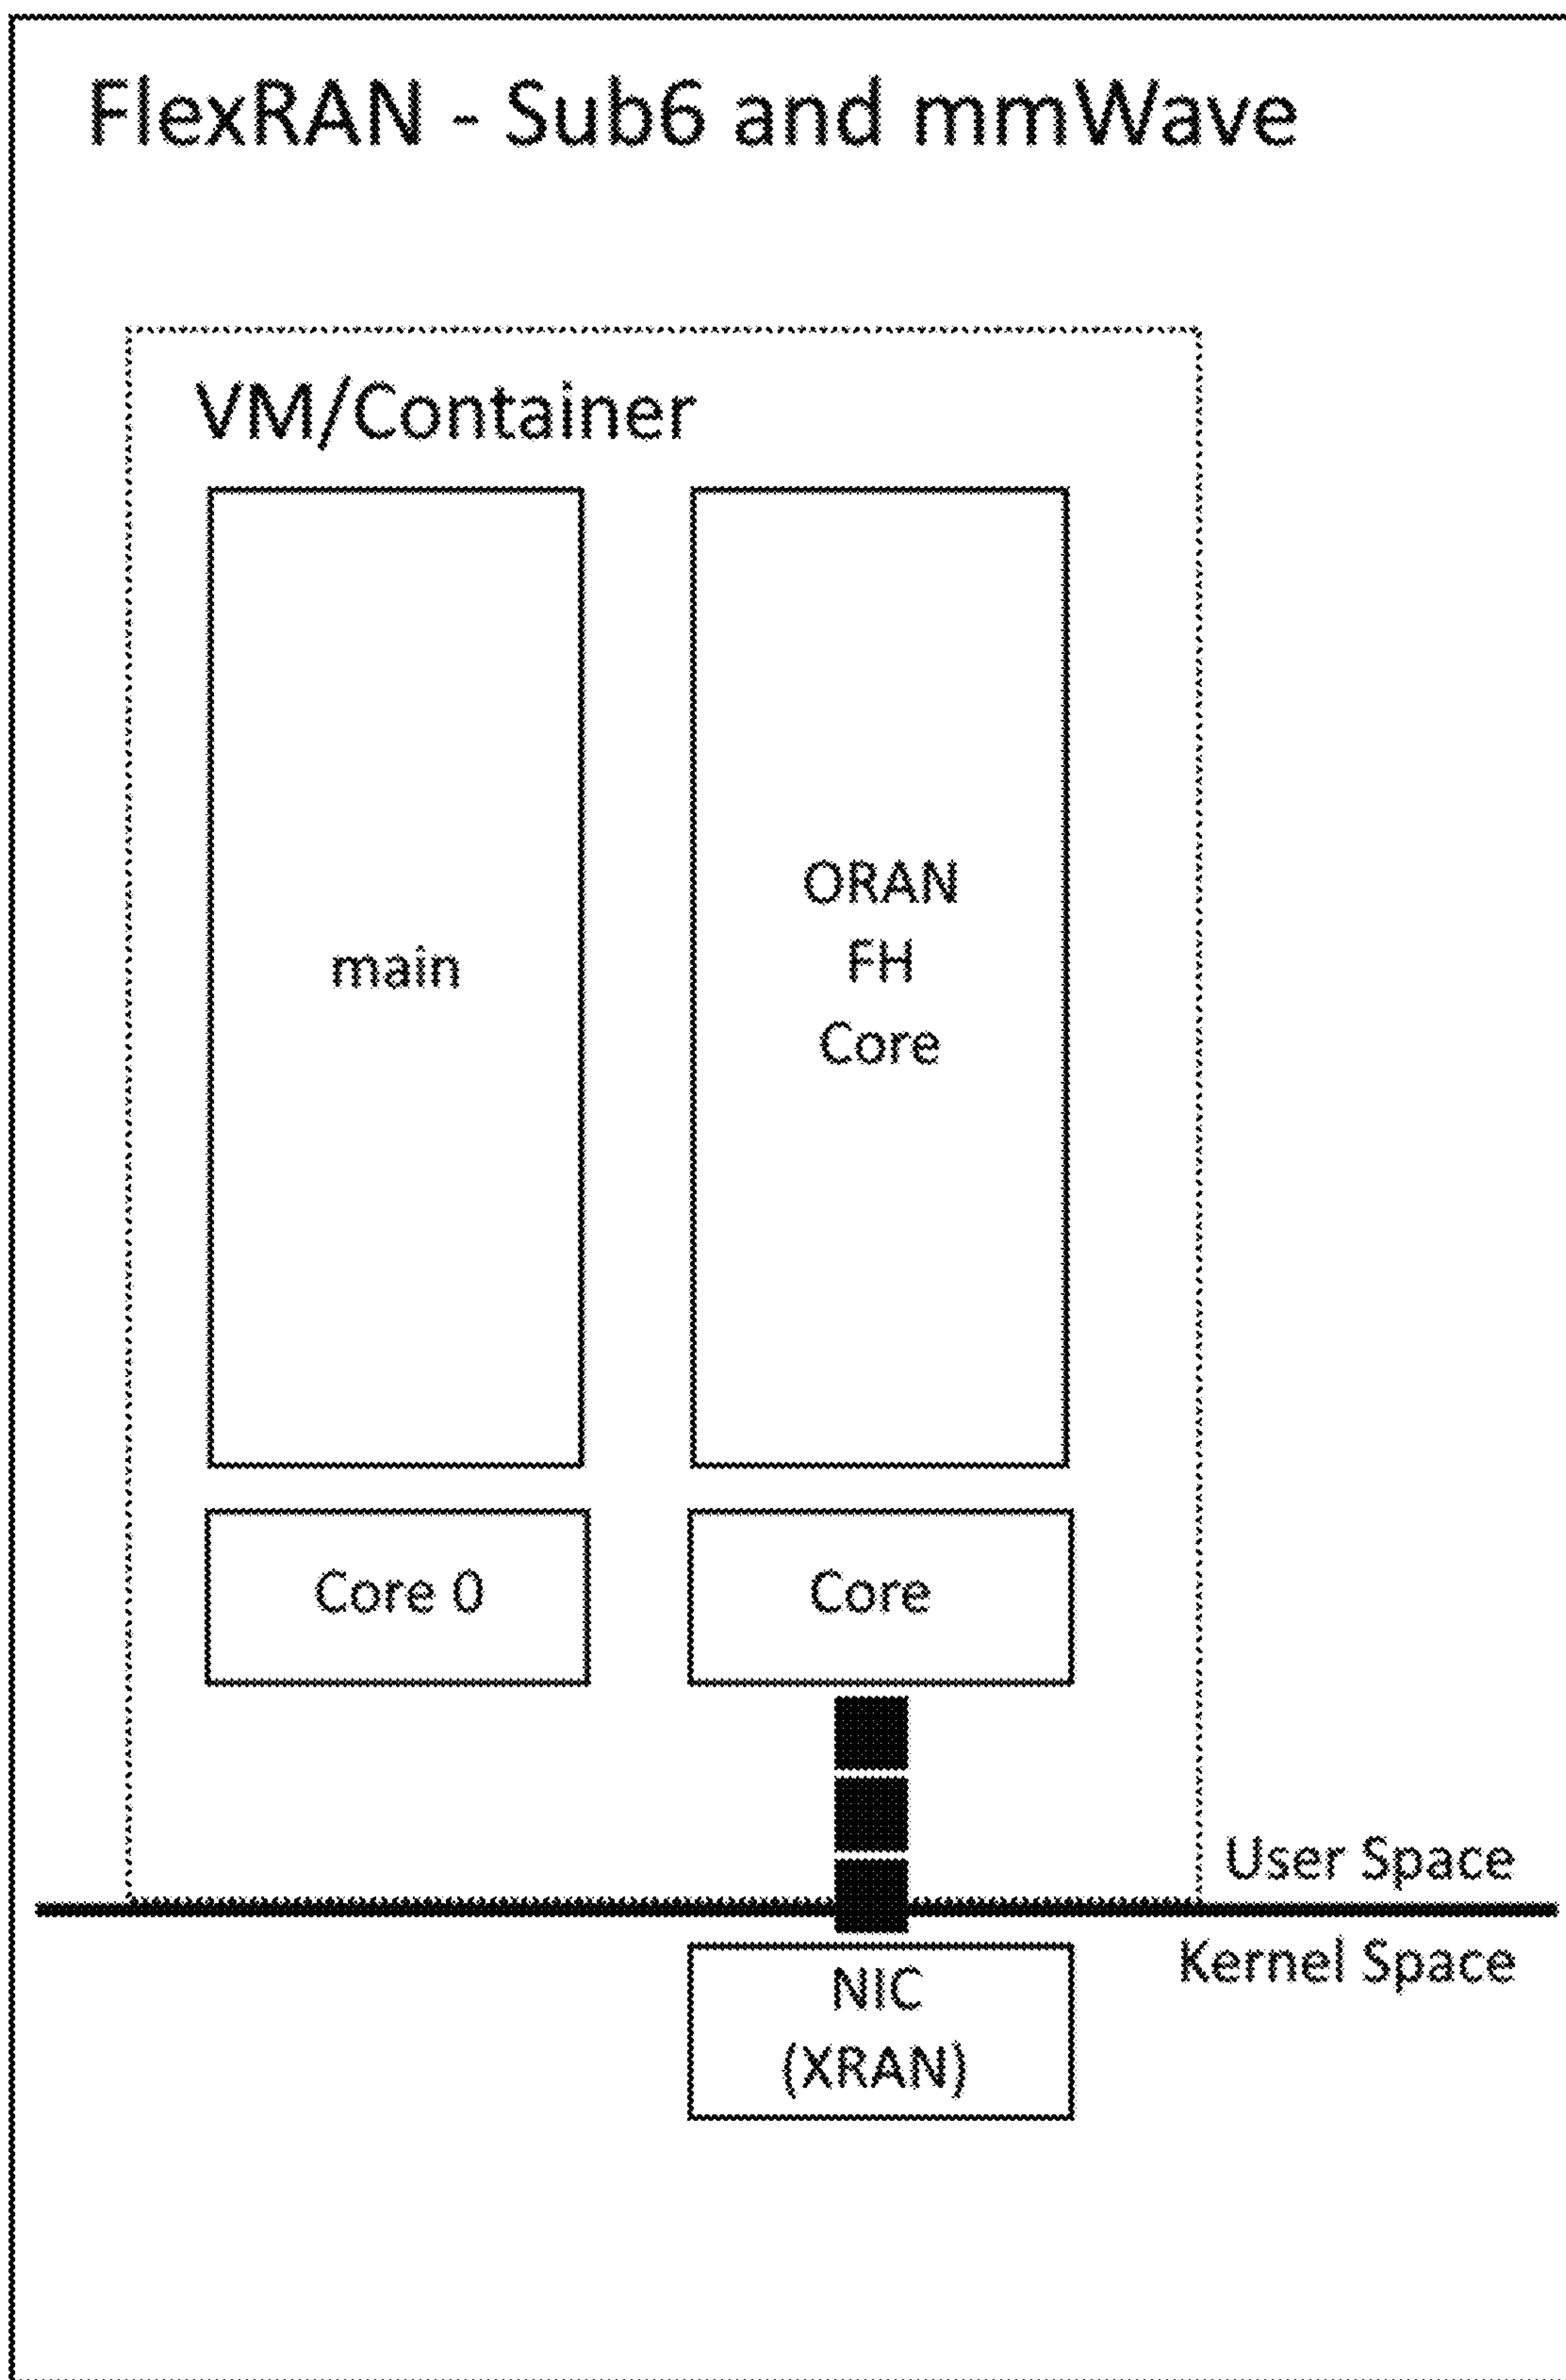 FlexRAN - Sub6 and mmWave
VM/Container
main
ORAN
FH
Core
Core 0
Core
User Space
Kernel Space
NIC
(XRAN)